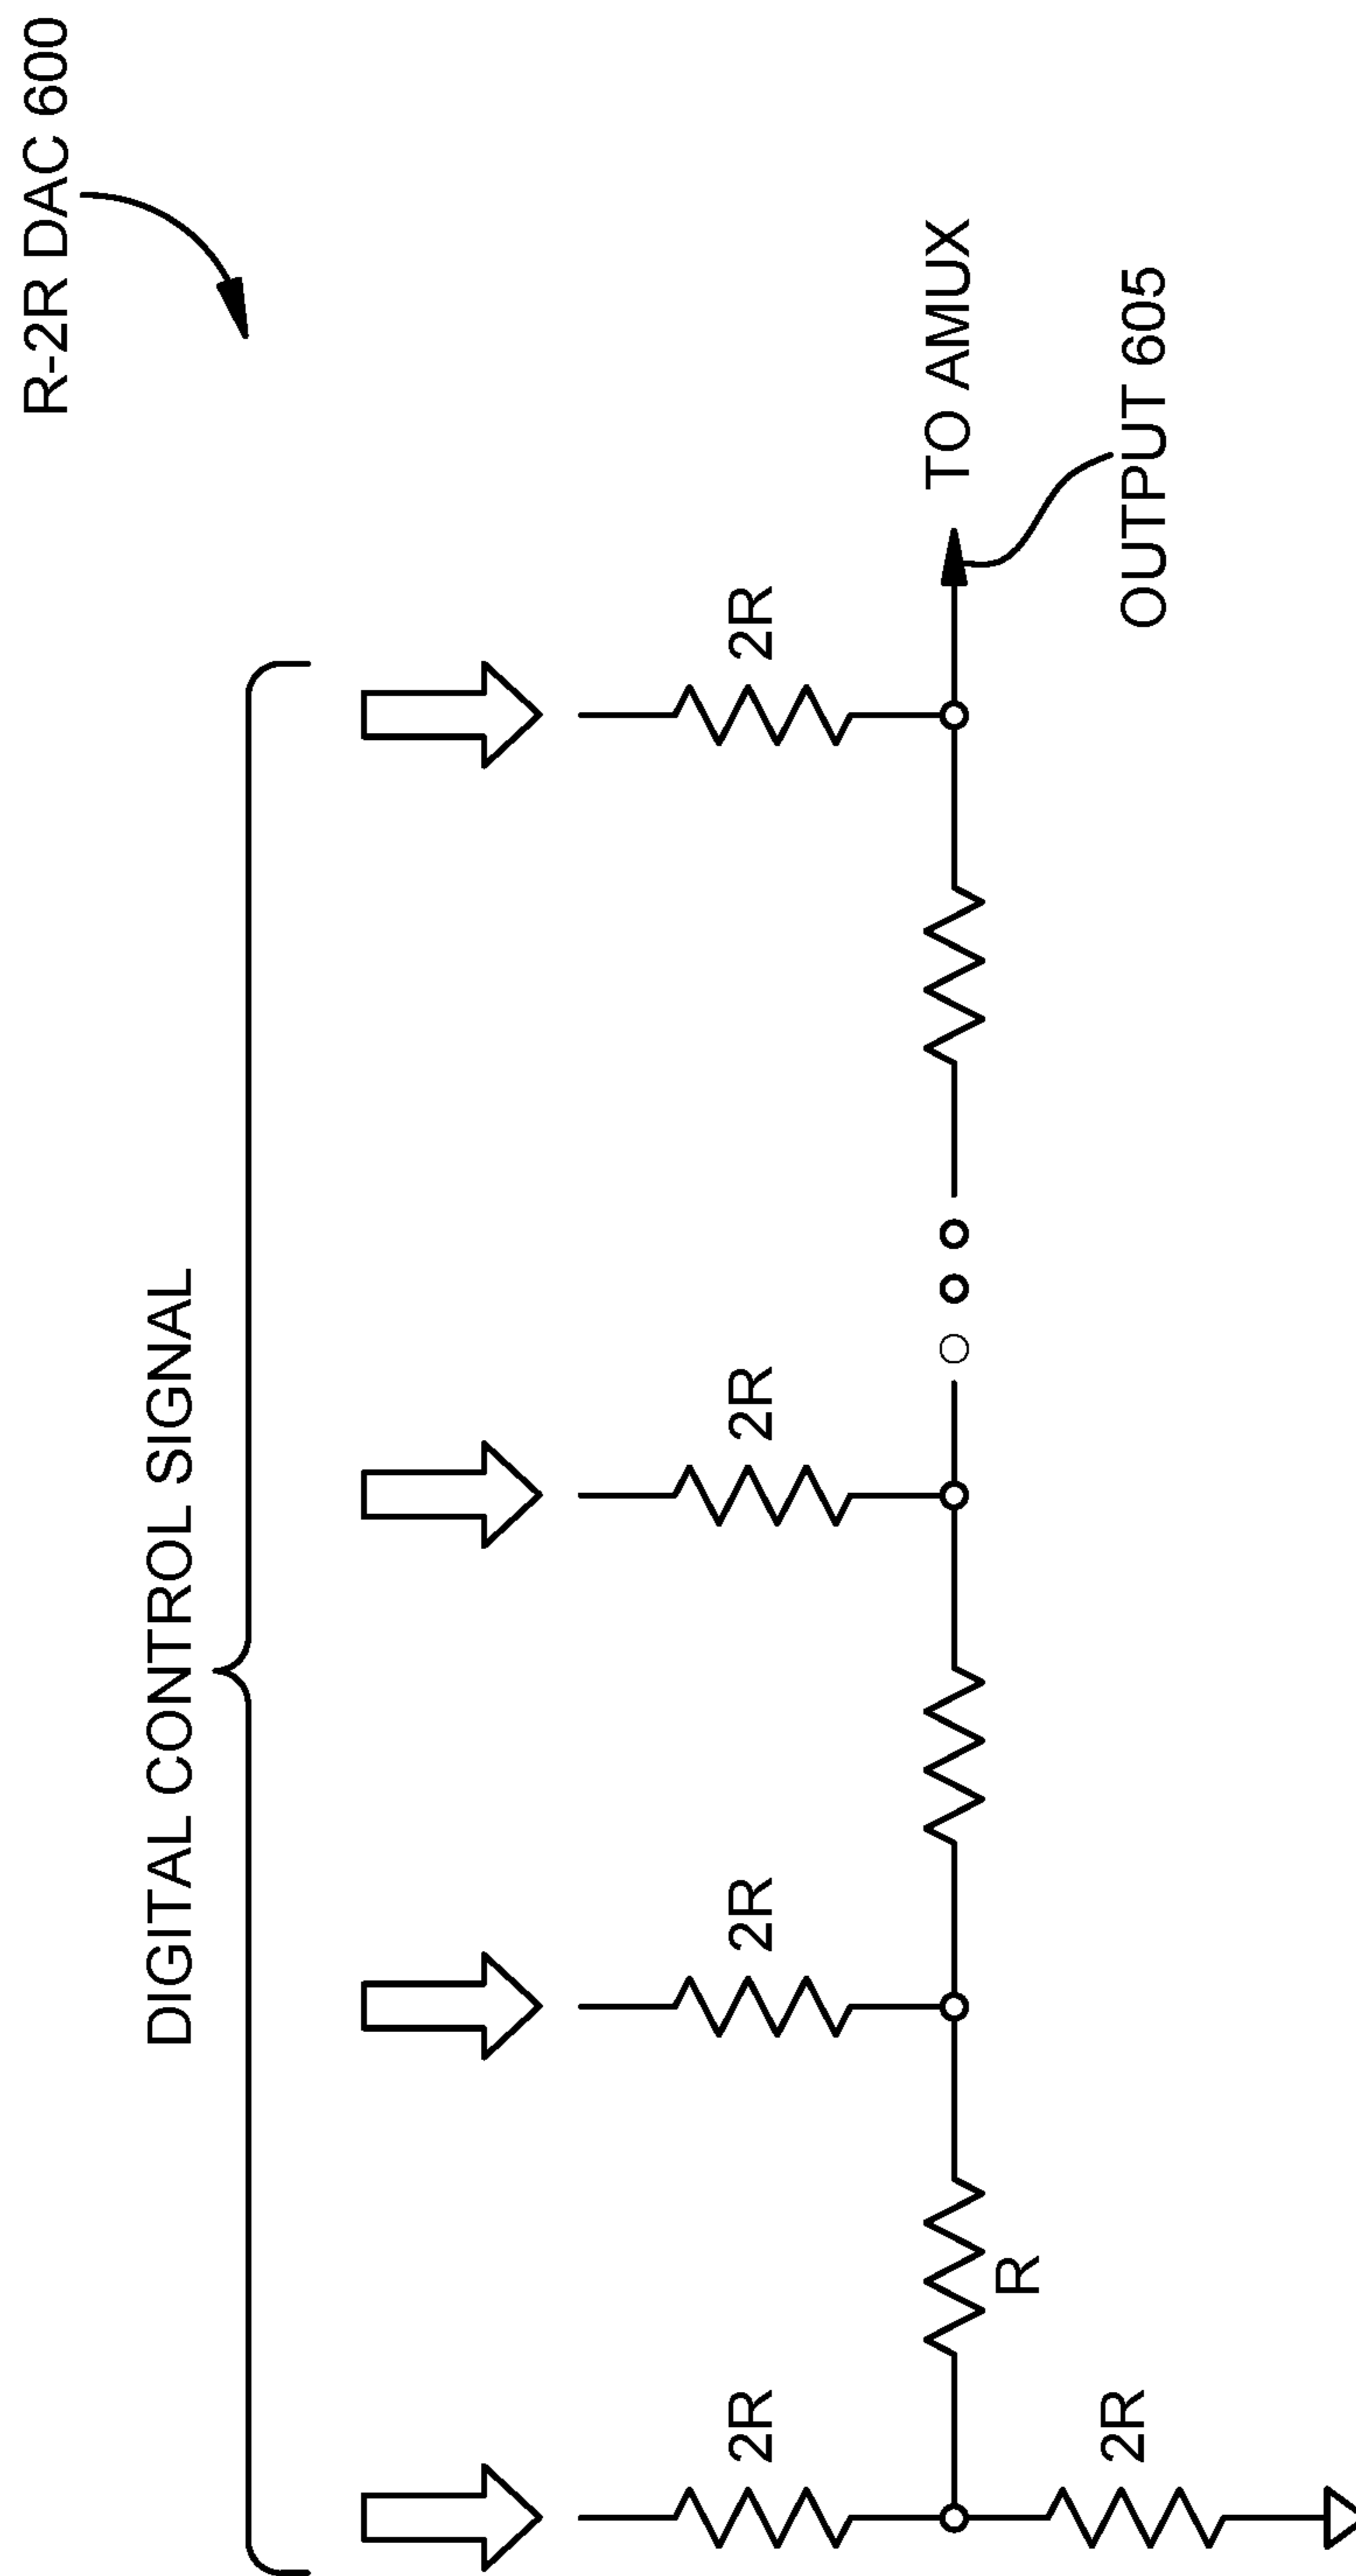 R-2R DAC 600
DIGITAL CONTROL SIGNAL
2R
2R
2R
2R
TO AMUX
R
OUTPUT 605
2R